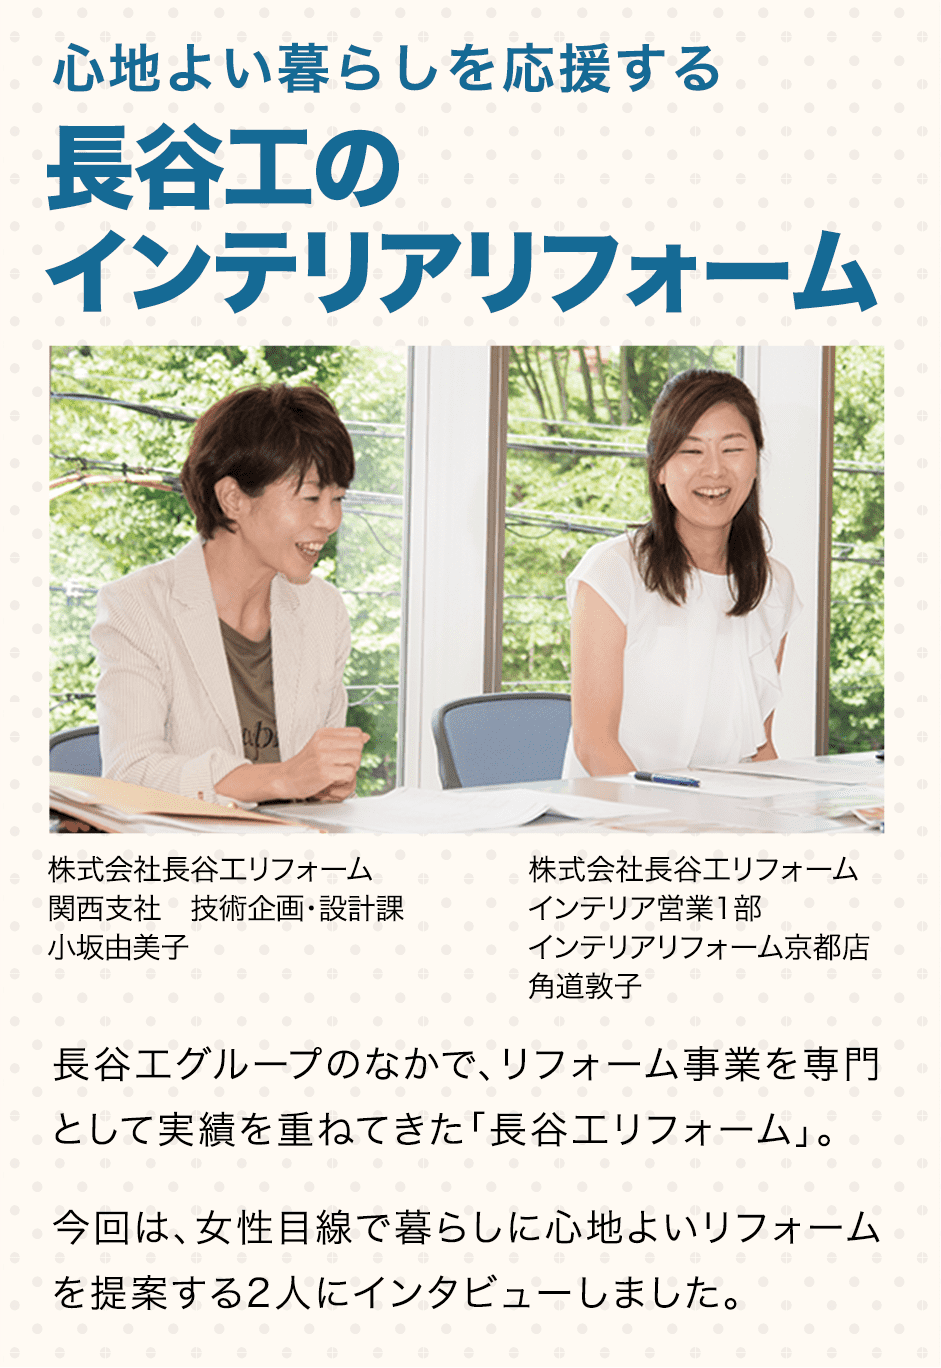 心地よい暮らしを応援する
長谷工の
インテリアリフォーム
株式会社長谷工リフォーム
関西支社　技術企画・設計課
小坂由美子
株式会社長谷工リフォーム
インテリア営業1部
インテリアリフォーム京都店
角道敦子
長谷工グループのなかで、リフォーム事業を専門
として実績を重ねてきた「長谷工リフォーム」。
今回は、女性目線で暮らしに心地よいリフォーム
を提案する2人にインタビューしました。